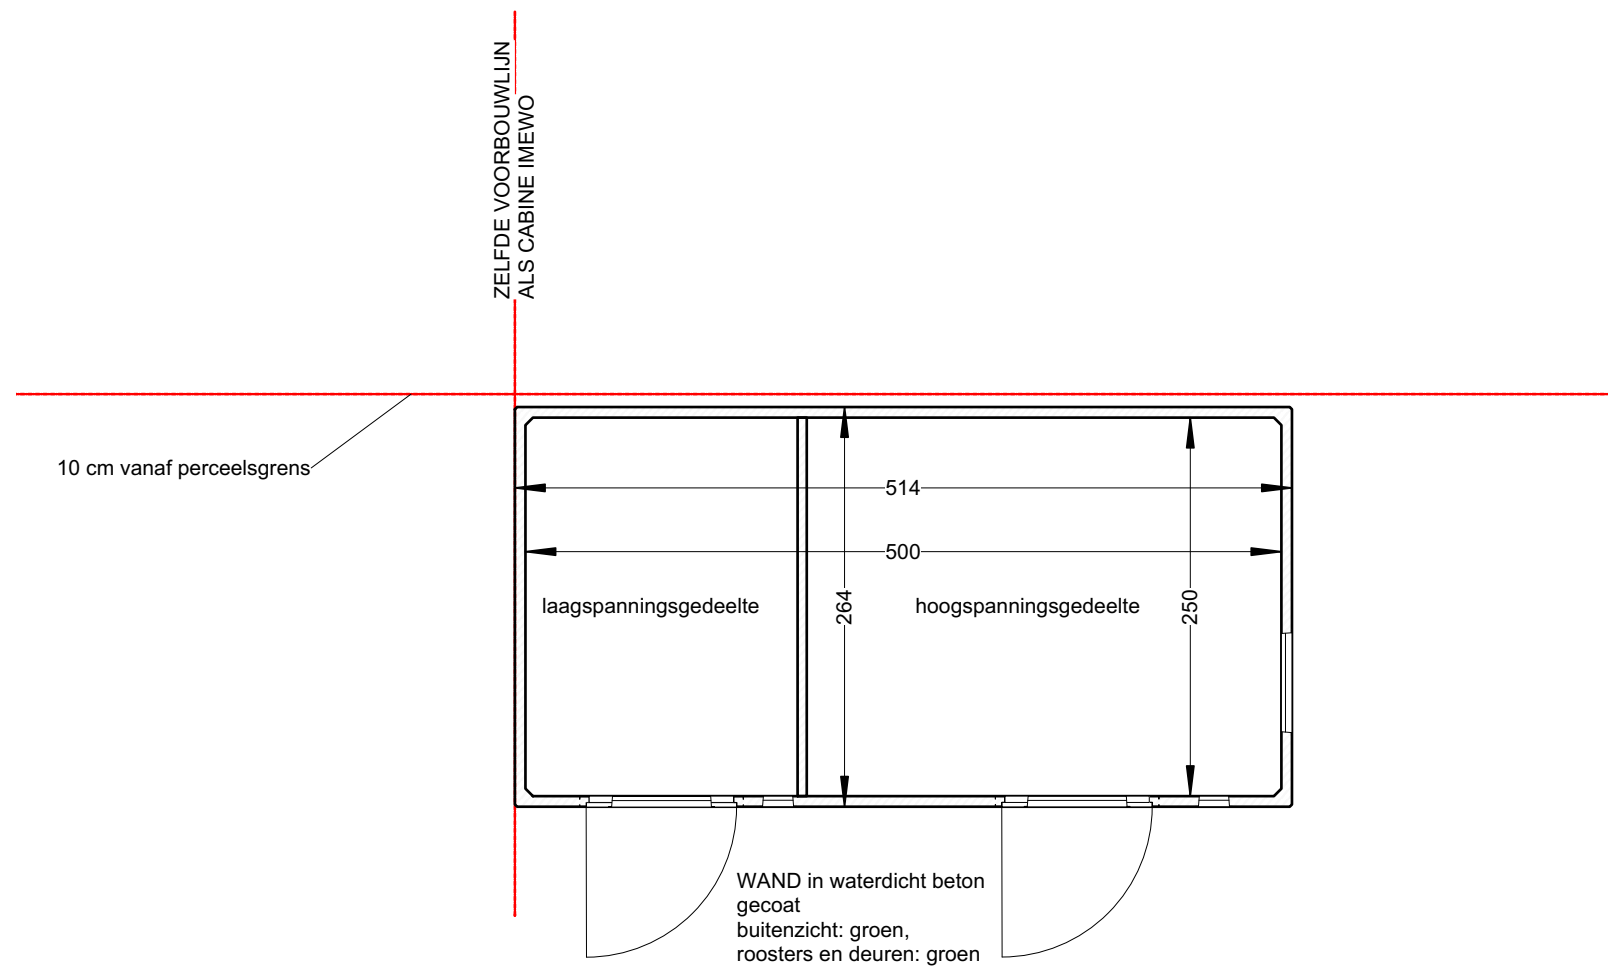 ZELFDE VOORBOUWLIJN
ALS CABINE IMEWO
10 cm vanaf perceelsgrens
514
500
laagspanningsgedeelte
264
hoogspanningsgedeelte
250
WAND in waterdicht beton
gecoat
buitenzicht: groen,
roosters en deuren: groen